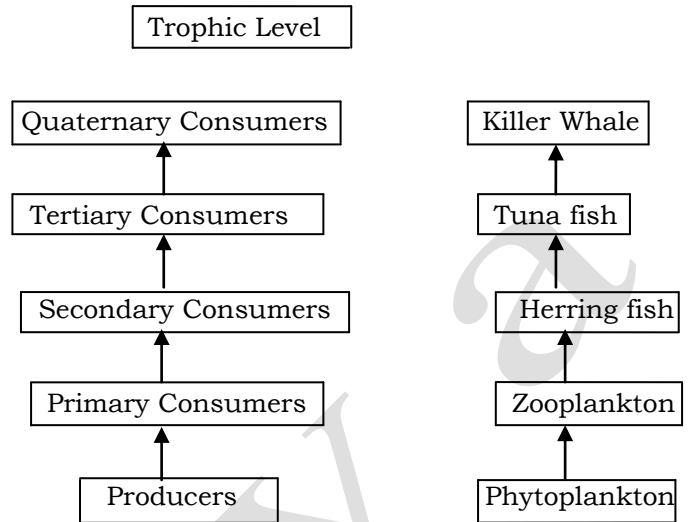 Trophic Level
Quaternary Consumers
Killer Whale
Tertiary Consumers
Tuna fish
Secondary Consumers
Herring fish
Primary Consumers
Zooplankton
Producers
Phytoplankton